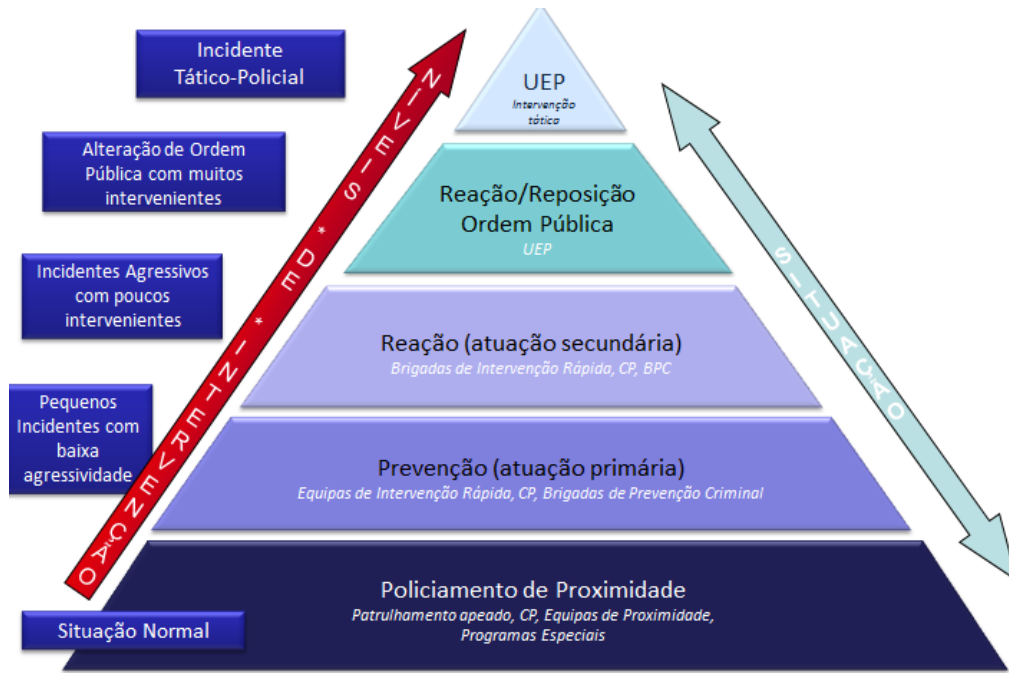 Incidente
Tático-Policial
Alteração de Ordem
Pública com muitos
intervenientes
Incidentes Agressivos
com poucos
intervenientes
Pequenos
Incidentes com
baixa
agressividade
Situação Normal
NÍVEIS * DE * INTERVENÇÃO
UEP
Intervenção
tática
Reação/Reposição
Ordem Pública
UEP
Reação (atuação secundária)
Brigadas de Intervenção Rápida, CP, BPC
Prevenção (atuação primária)
Equipas de Intervenção Rápida, CP, Brigadas de Prevenção Criminal
Policiamento de Proximidade
Patrulhamento apeado, CP, Equipas de Proximidade,
Programas Especiais
SITUAÇÃO